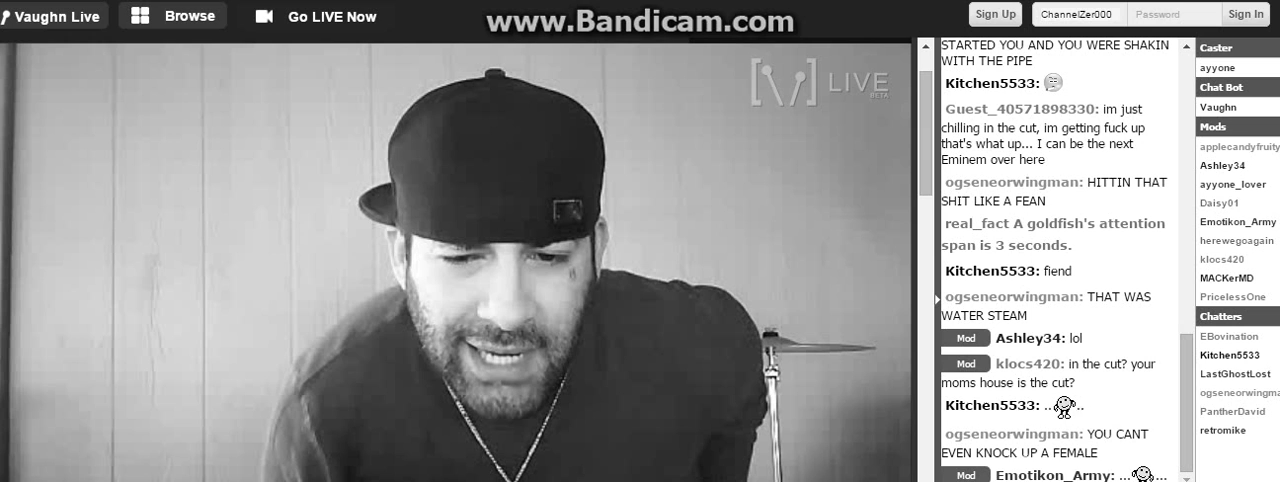 Vaughn Live
Browse
Go LIVE Now
www.Bandicam.com
Sign Up
ChannelZer000
Password
Sign In
[V] LIVE
BETA
STARTED YOU AND YOU WERE SHAKIN
WITH THE PIPE
Kitchen5533:
Guest_40571898330: im just
chilling in the cut, im getting fuck up
that's what up... I can be the next
Eminem over here
ogseneorwingman: HITTIN THAT
SHIT LIKE A FEAN
real_fact A goldfish's attention
span is 3 seconds.
Kitchen5533: fiend
ogseneorwingman: THAT WAS
WATER STEAM
Mod Ashley34: lol
Mod klocs420: in the cut? your
moms house is the cut?
Kitchen5533: .. ..
ogseneorwingman: YOU CANT
EVEN KNOCK UP A FEMALE
Mod Emotikon_Army: ... ...
Caster
ayyone
Chat Bot
Vaughn
Mods
applecandyfruity
Ashley34
ayyone_lover
Daisy01
Emotikon_Army
herewegoagain
klocs420
MACKerMD
PricelessOne
Chatters
EBovination
Kitchen5533
LastGhostLost
ogseneorwingma
PantherDavid
retromike